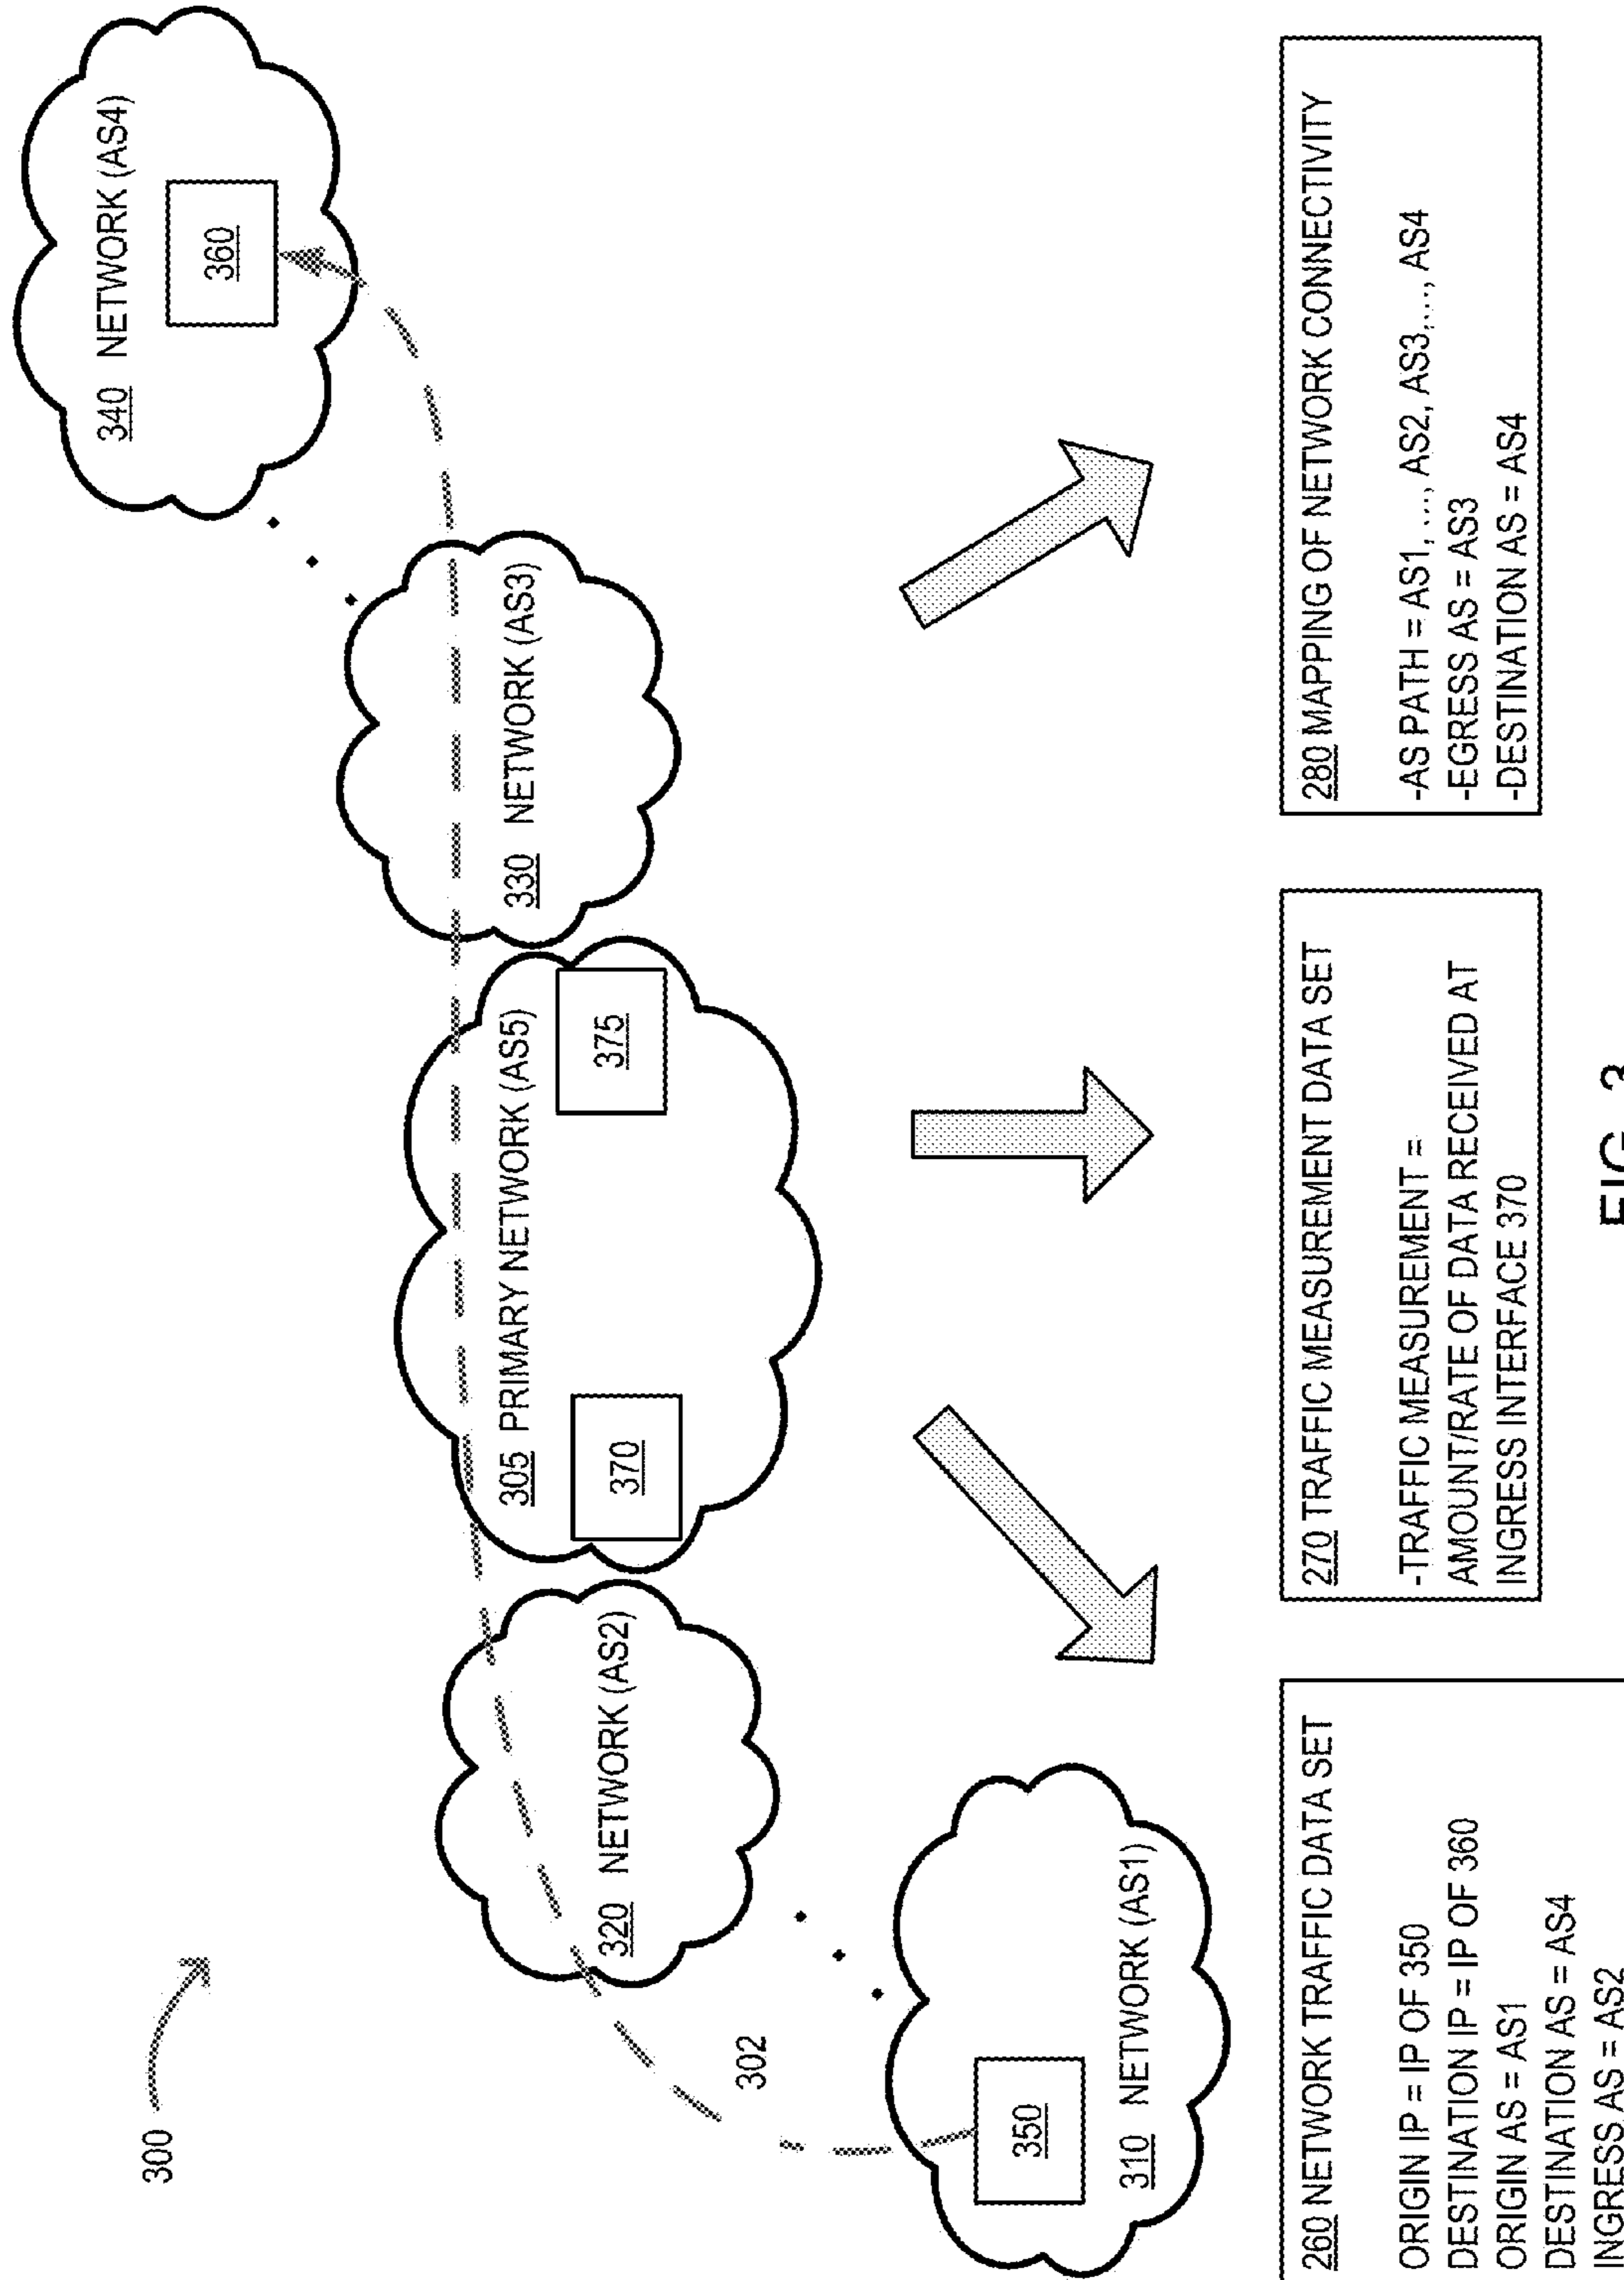 300
302
340 NETWORK (AS4)
360
330 NETWORK (AS3)
305 PRIMARY NETWORK (AS5)
370
375
320 NETWORK (AS2)
350
310 NETWORK (AS1)
260 NETWORK TRAFFIC DATA SET
ORIGIN IP = IP OF 350
DESTINATION IP = IP OF 360
ORIGIN AS = AS1
DESTINATION AS = AS4
INGRESS AS = AS2
270 TRAFFIC MEASUREMENT DATA SET
-TRAFFIC MEASUREMENT =
AMOUNT/RATE OF DATA RECEIVED AT
INGRESS INTERFACE 370
280 MAPPING OF NETWORK CONNECTIVITY
-AS PATH = AS1, ..., AS2, AS3,..., AS4
-EGRESS AS = AS3
-DESTINATION AS = AS4
FIG. 3